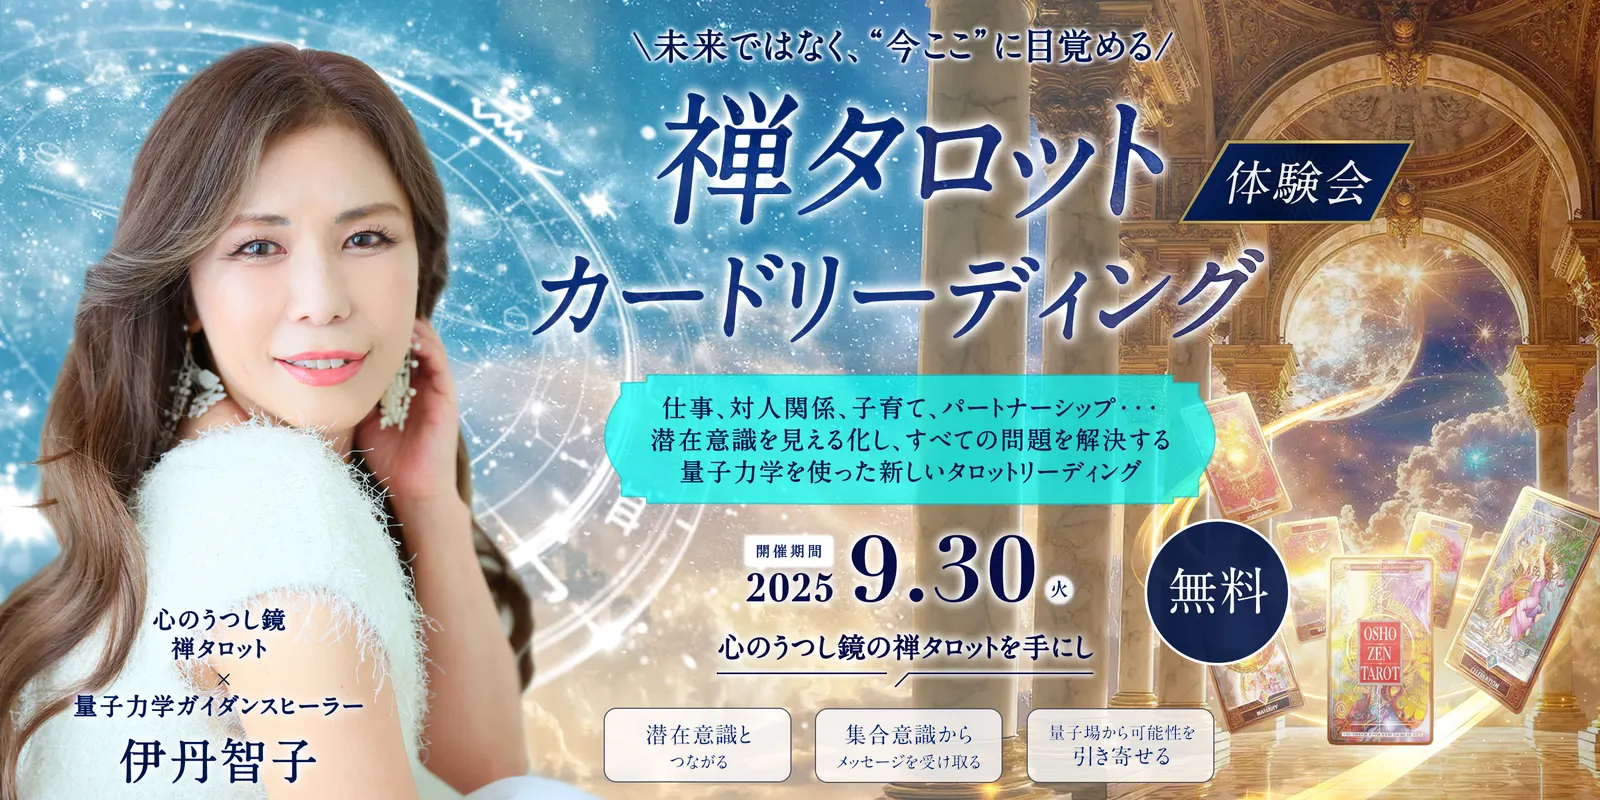 \未来ではなく、“今ここ”に目覚める/
禅タロット
体験会
カードリーディング
仕事、対人関係、子育て、パートナーシップ・・・
潜在意識を見える化し、すべての問題を解決する
量子力学を使った新しいタロットリーディング
開催期間
2025 9.30 火
無料
心のうつし鏡の禅タロットを手にし
潜在意識と
つながる
集合意識から
メッセージを受け取る
量子場から可能性を
引き寄せる
心のうつし鏡
禅タロット
×
量子力学ガイダンスヒーラー
伊丹智子
OSHO
ZEN
TAROT